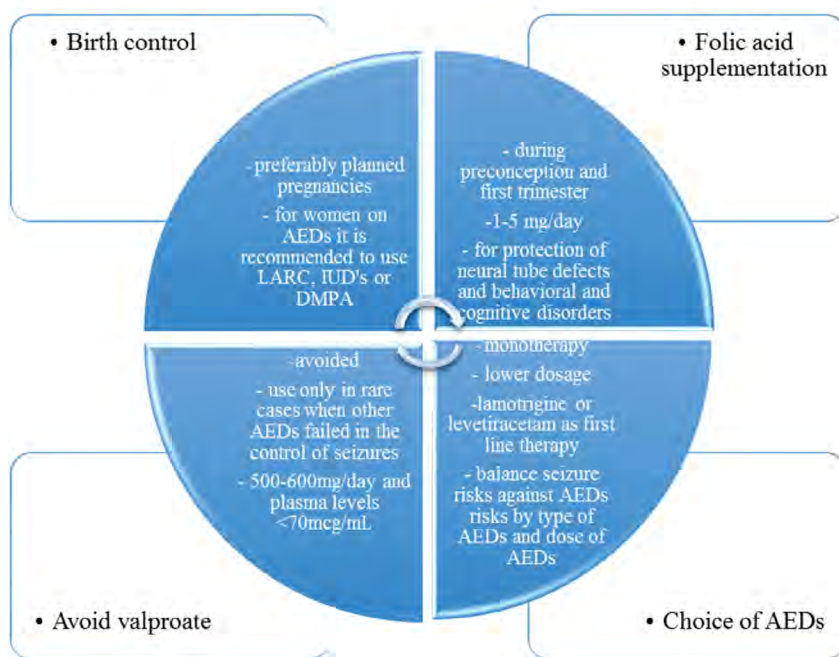 • Birth control
-preferably planned
pregnancies
- for women on
AEDs it is
recommended to use
LARC, IUD's or
DMPA
• Folic acid
supplementation
- during
preconception and
first trimester
-1-5 mg/day
- for protection of
neural tube defects
and behavioral and
cognitive disorders
-avoided
- use only in rare
cases when other
AEDs failed in the
control of seizures
- 500-600mg/day and
plasma levels
<70mcg/mL
• Avoid valproate
-monotherapy
- lower dosage
-lamotrigine or
levetiracetam as first
line therapy
- balance seizure
risks against AEDs
risks by type of
AEDs and dose of
AEDs
• Choice of AEDs